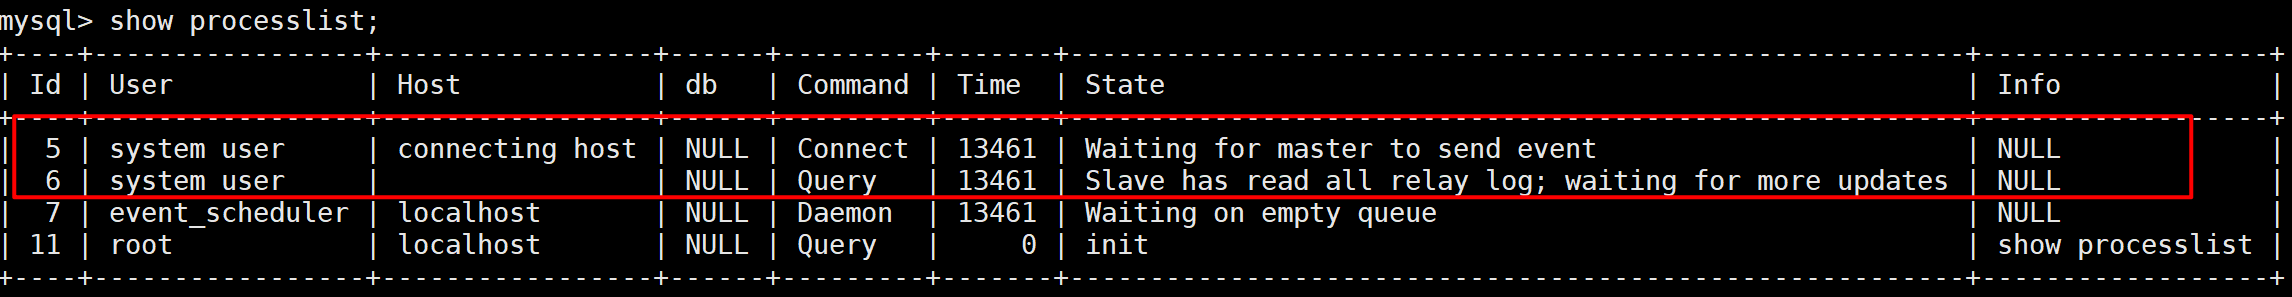 mysql> show processlist;
+----+-----------------+-----------------+------+---------+-------+--------------------------------------------------------+------------------+
| Id | User            | Host            | db   | Command | Time  | State                                                  | Info             |
+----+-----------------+-----------------+------+---------+-------+--------------------------------------------------------+------------------+
|  5 | system user     | connecting host | NULL | Connect | 13461 | Waiting for master to send event                       | NULL             |
|  6 | system user     |                 | NULL | Query   | 13461 | Slave has read all relay log; waiting for more updates | NULL             |
|  7 | event_scheduler | localhost       | NULL | Daemon  | 13461 | Waiting on empty queue                                 | NULL             |
| 11 | root            | localhost       | NULL | Query   |     0 | init                                                   | show processlist |
+----+-----------------+-----------------+------+---------+-------+--------------------------------------------------------+------------------+